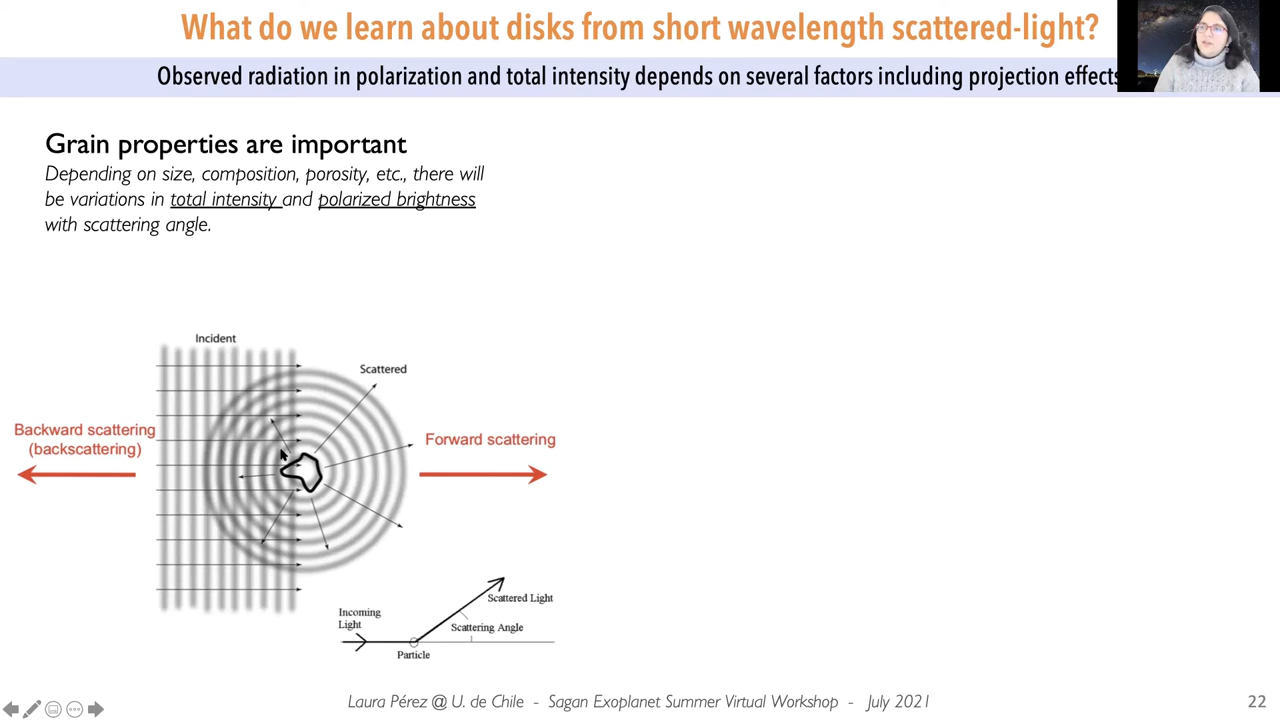 What do we learn about disks from short wavelength scattered-light?
Observed radiation in polarization and total intensity depends on several factors including projection effects
Grain properties are important
Depending on size, composition, porosity, etc., there will
be variations in total intensity and polarized brightness
with scattering angle.
Incident
Scattered
Backward scattering
(backscattering)
Forward scattering
Incoming
Light
Scattered Light
Scattering Angle
Particle
Laura Pérez @ U. de Chile - Sagan Exoplanet Summer Virtual Workshop - July 2021
22